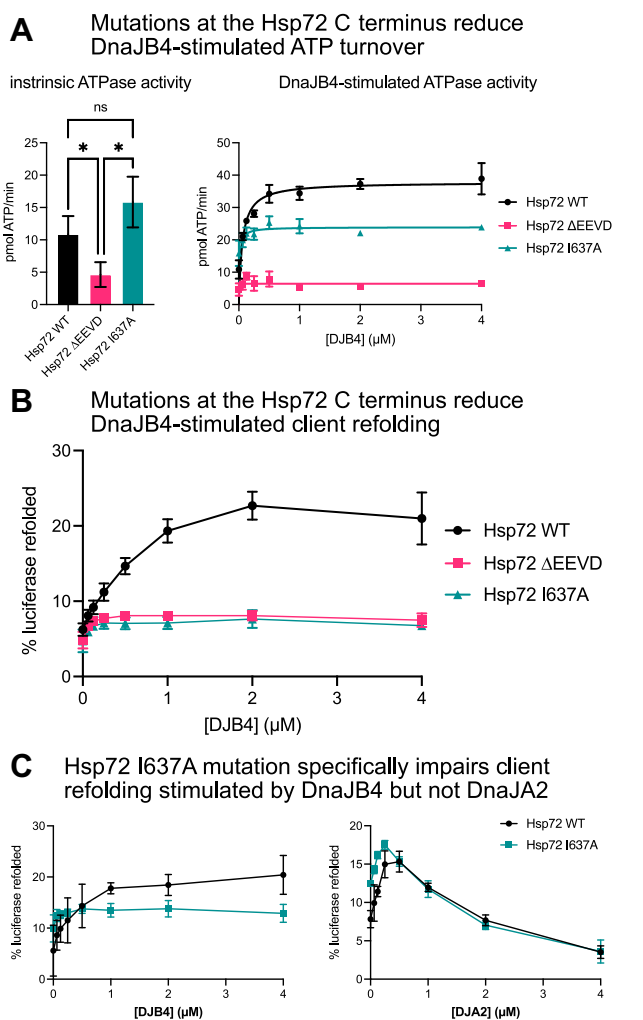 A
Mutations at the Hsp72 C terminus reduce
DnaJB4-stimulated ATP turnover
instrinsic ATPase activity
DnaJB4-stimulated ATPase activity
ns
*
*
25
20
15
10
5
0
pmol ATP/min
Hsp72 WT
Hsp72 ΔEEVD
Hsp72 I637A
50
40
30
20
10
0
pmol ATP/min
0
1
2
3
4
[DJB4] (μM)
Hsp72 WT
Hsp72 ΔEEVD
Hsp72 I637A
B
Mutations at the Hsp72 C terminus reduce
DnaJB4-stimulated client refolding
30
20
10
0
% luciferase refolded
0
1
2
3
4
[DJB4] (μM)
Hsp72 WT
Hsp72 ΔEEVD
Hsp72 I637A
C
Hsp72 I637A mutation specifically impairs client
refolding stimulated by DnaJB4 but not DnaJA2
30
20
10
0
% luciferase refolded
0
1
2
3
4
[DJB4] (μM)
20
15
10
5
0
% luciferase refolded
0
1
2
3
4
[DJA2] (μM)
Hsp72 WT
Hsp72 I637A